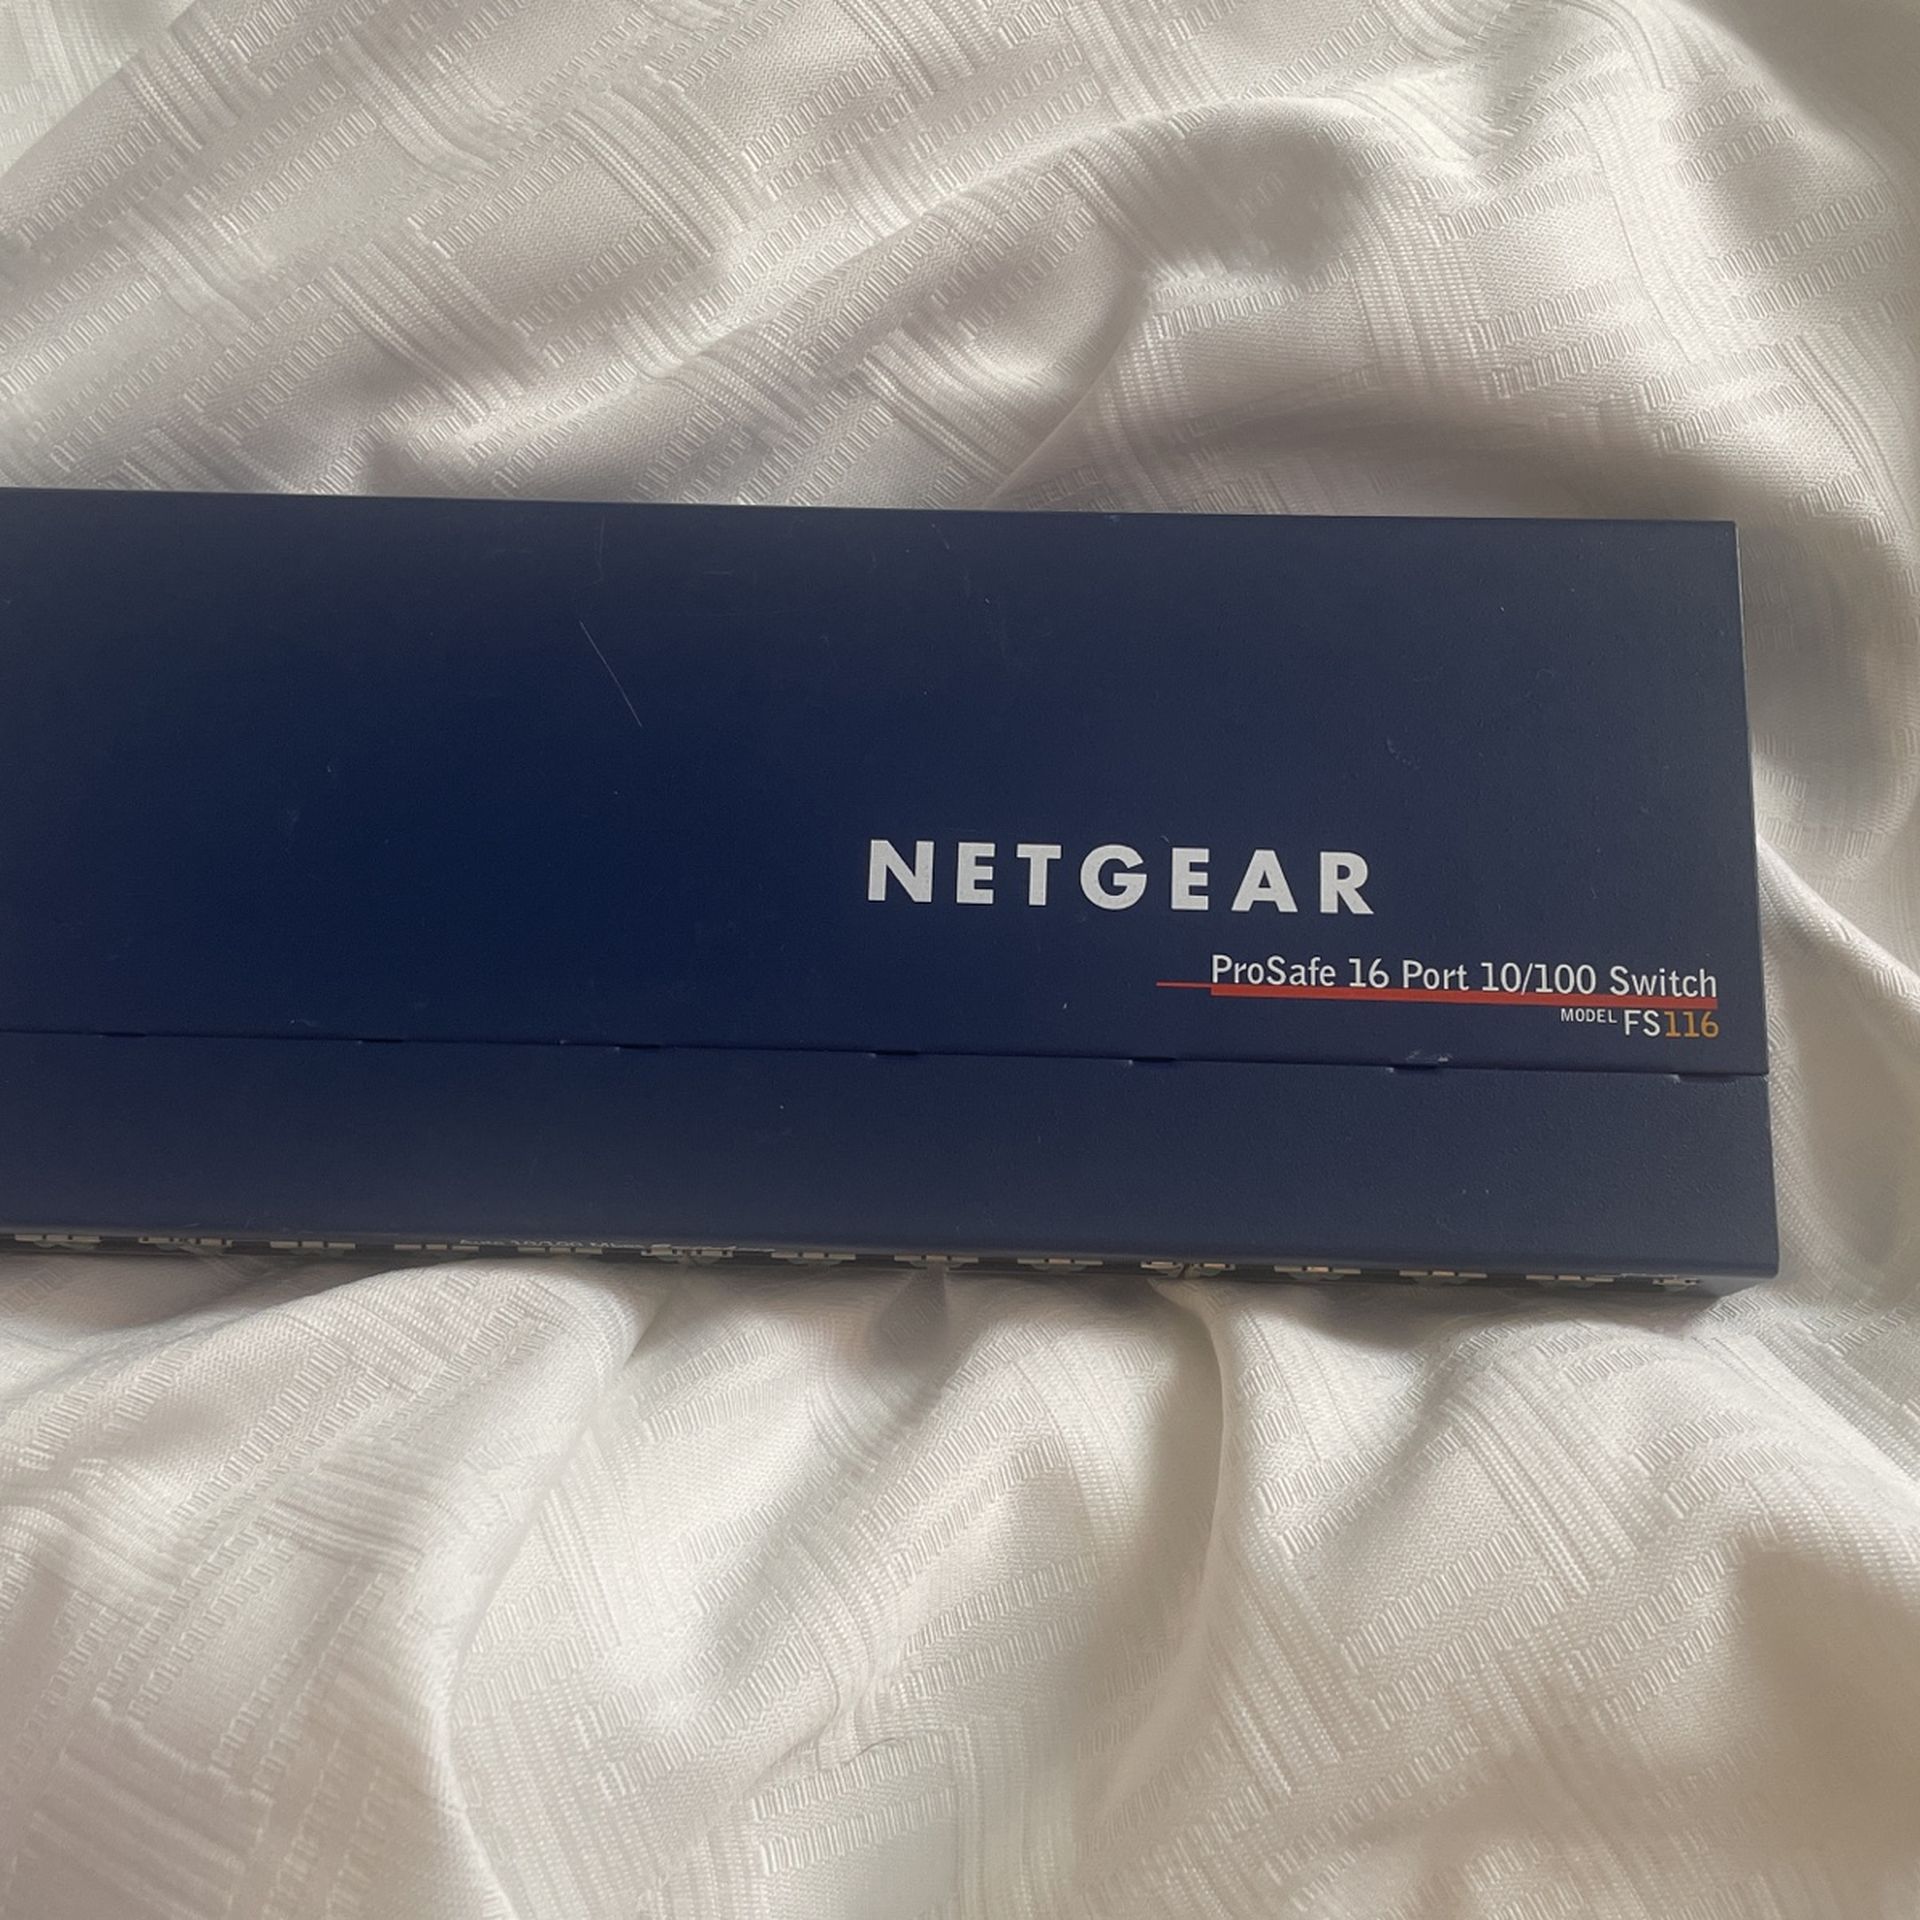 NETGEAR
ProSafe 16 Port 10/100 Switch
MODEL FS116